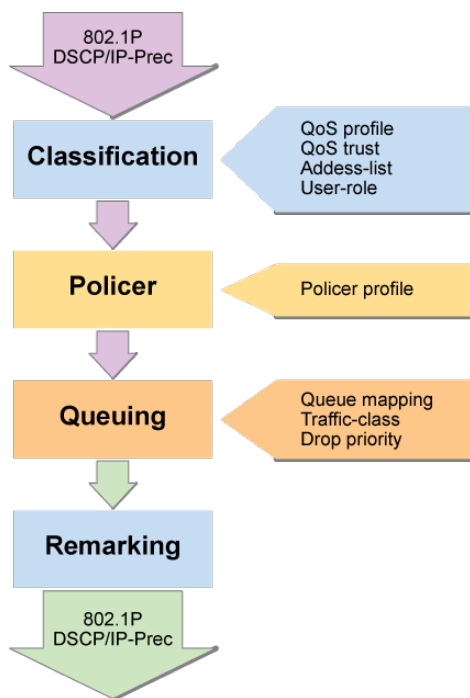 802.1P
DSCP/IP-Prec
Classification
QoS profile
QoS trust
Addess-list
User-role
Policer
Policer profile
Queuing
Queue mapping
Traffic-class
Drop priority
Remarking
802.1P
DSCP/IP-Prec